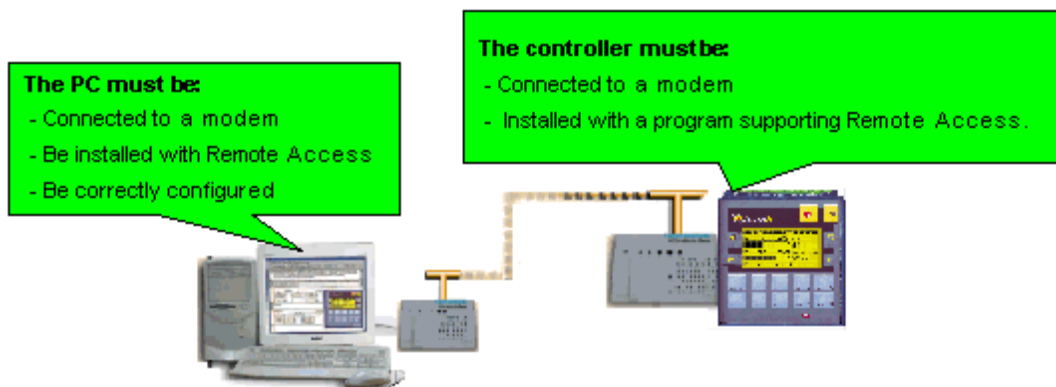 The PC must be:
- Connected to a modem
- Be installed with Remote Access
- Be correctly configured
The controller must be:
- Connected to a modem
- Installed with a program supporting Remote Access.